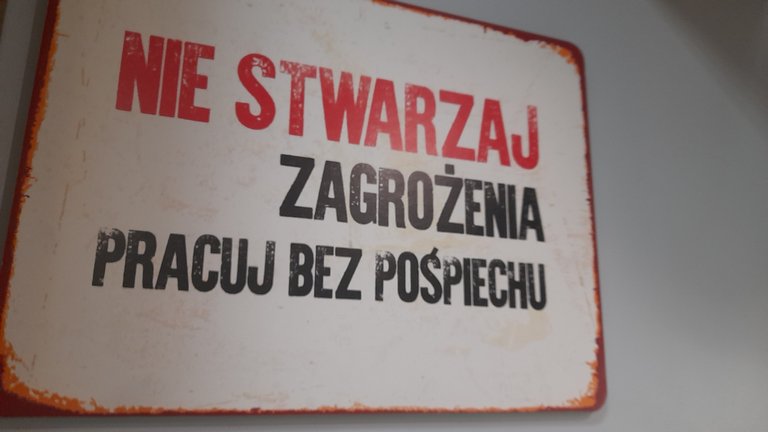 NIE STWARZAJ
ZAGROŻENIA
PRACUJ BEZ POŚPIECHU